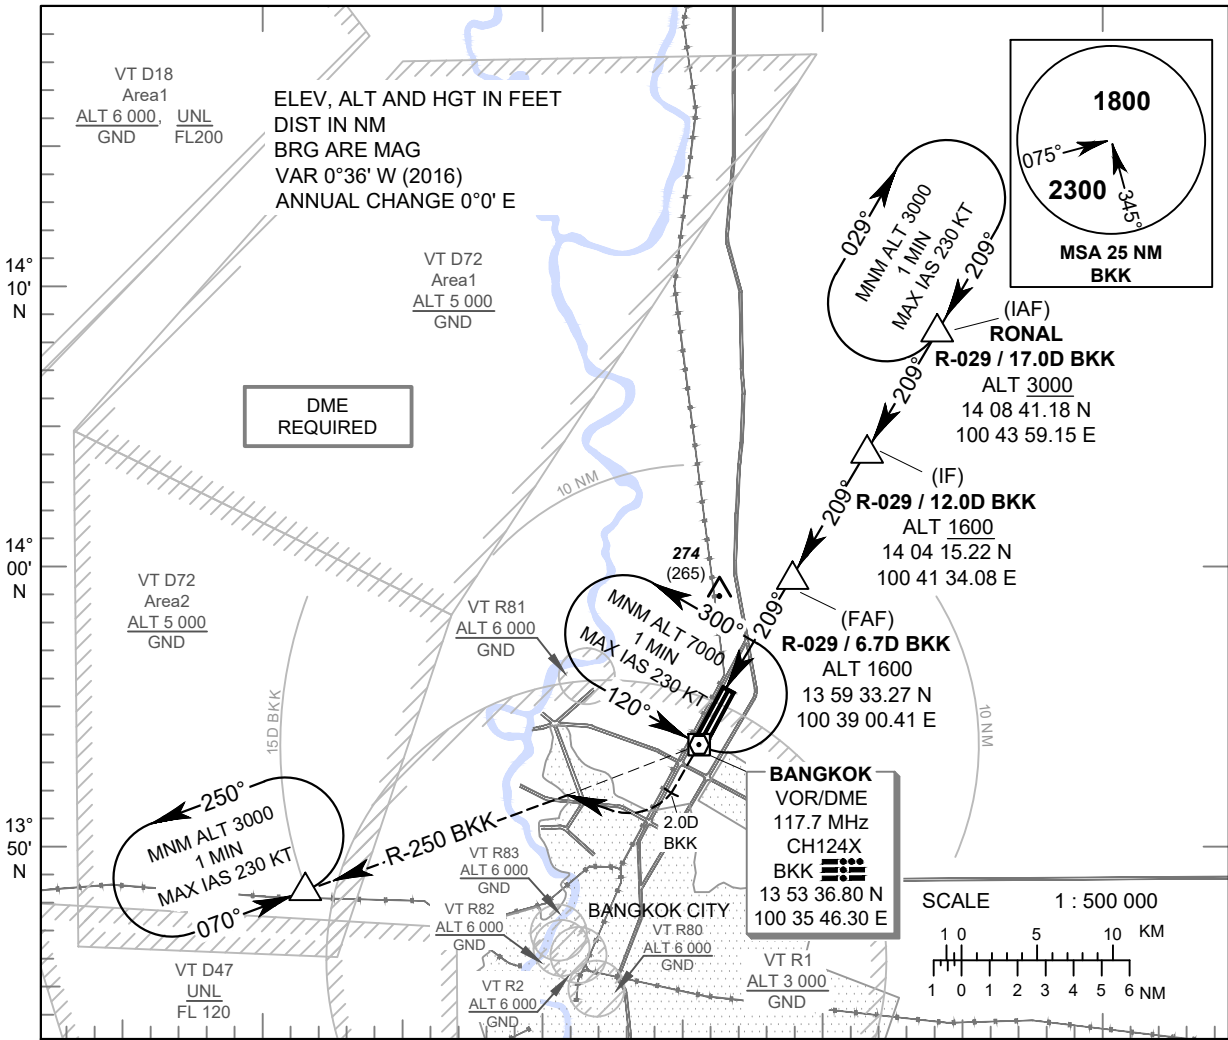 VT D18
Area1
ALT 6 000, UNL
GND FL200
ELEV, ALT AND HGT IN FEET
DIST IN NM
BRG ARE MAG
VAR 0°36' W (2016)
ANNUAL CHANGE 0°0' E
1800
075°
2300
345°
MSA 25 NM
BKK
029°
MNM ALT 3000
1 MIN
MAX IAS 230 KT
209°
14°
10'
N
VT D72
Area1
ALT 5 000
GND
(IAF)
RONAL
R-029 / 17.0D BKK
ALT 3000
14 08 41.18 N
100 43 59.15 E
209°
DME
REQUIRED
(IF)
R-029 / 12.0D BKK
ALT 1600
14 04 15.22 N
100 41 34.08 E
209°
10 NM
14°
00'
N
274
(265)
VT D72
Area2
ALT 5 000
GND
VT R81
ALT 6 000
GND
300°
MNM ALT 7000
1 MIN
MAX IAS 230 KT
120°
209°
(FAF)
R-029 / 6.7D BKK
ALT 1600
13 59 33.27 N
100 39 00.41 E
15D BKK
10 NM
BANGKOK
VOR/DME
117.7 MHz
CH124X
BKK
13 53 36.80 N
100 35 46.30 E
2.0D
BKK
250°
MNM ALT 3000
1 MIN
MAX IAS 230 KT
070°
R-250 BKK
13°
50'
N
VT R83
ALT 6 000
GND
VT R82
ALT 6 000
GND
BANGKOK CITY
VT R80
ALT 6 000
GND
VT R2
ALT 6 000
GND
VT R1
ALT 3 000
GND
VT D47
UNL
FL 120
SCALE 1 : 500 000
1 0 5 10 KM
1 0 1 2 3 4 5 6 NM